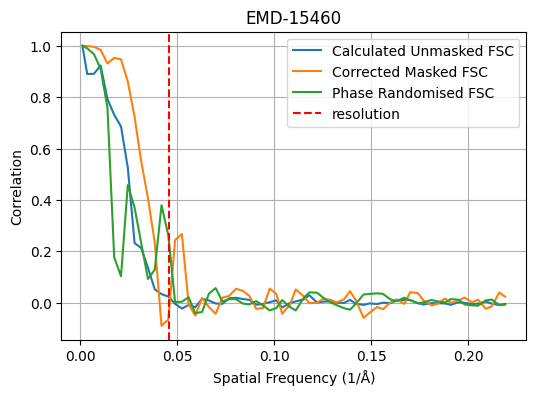 EMD-15460
Calculated Unmasked FSC
Corrected Masked FSC
Phase Randomised FSC
resolution
1.0
0.8
0.6
0.4
0.2
0.0
Correlation
0.00 0.05 0.10 0.15 0.20
Spatial Frequency (1/Å)